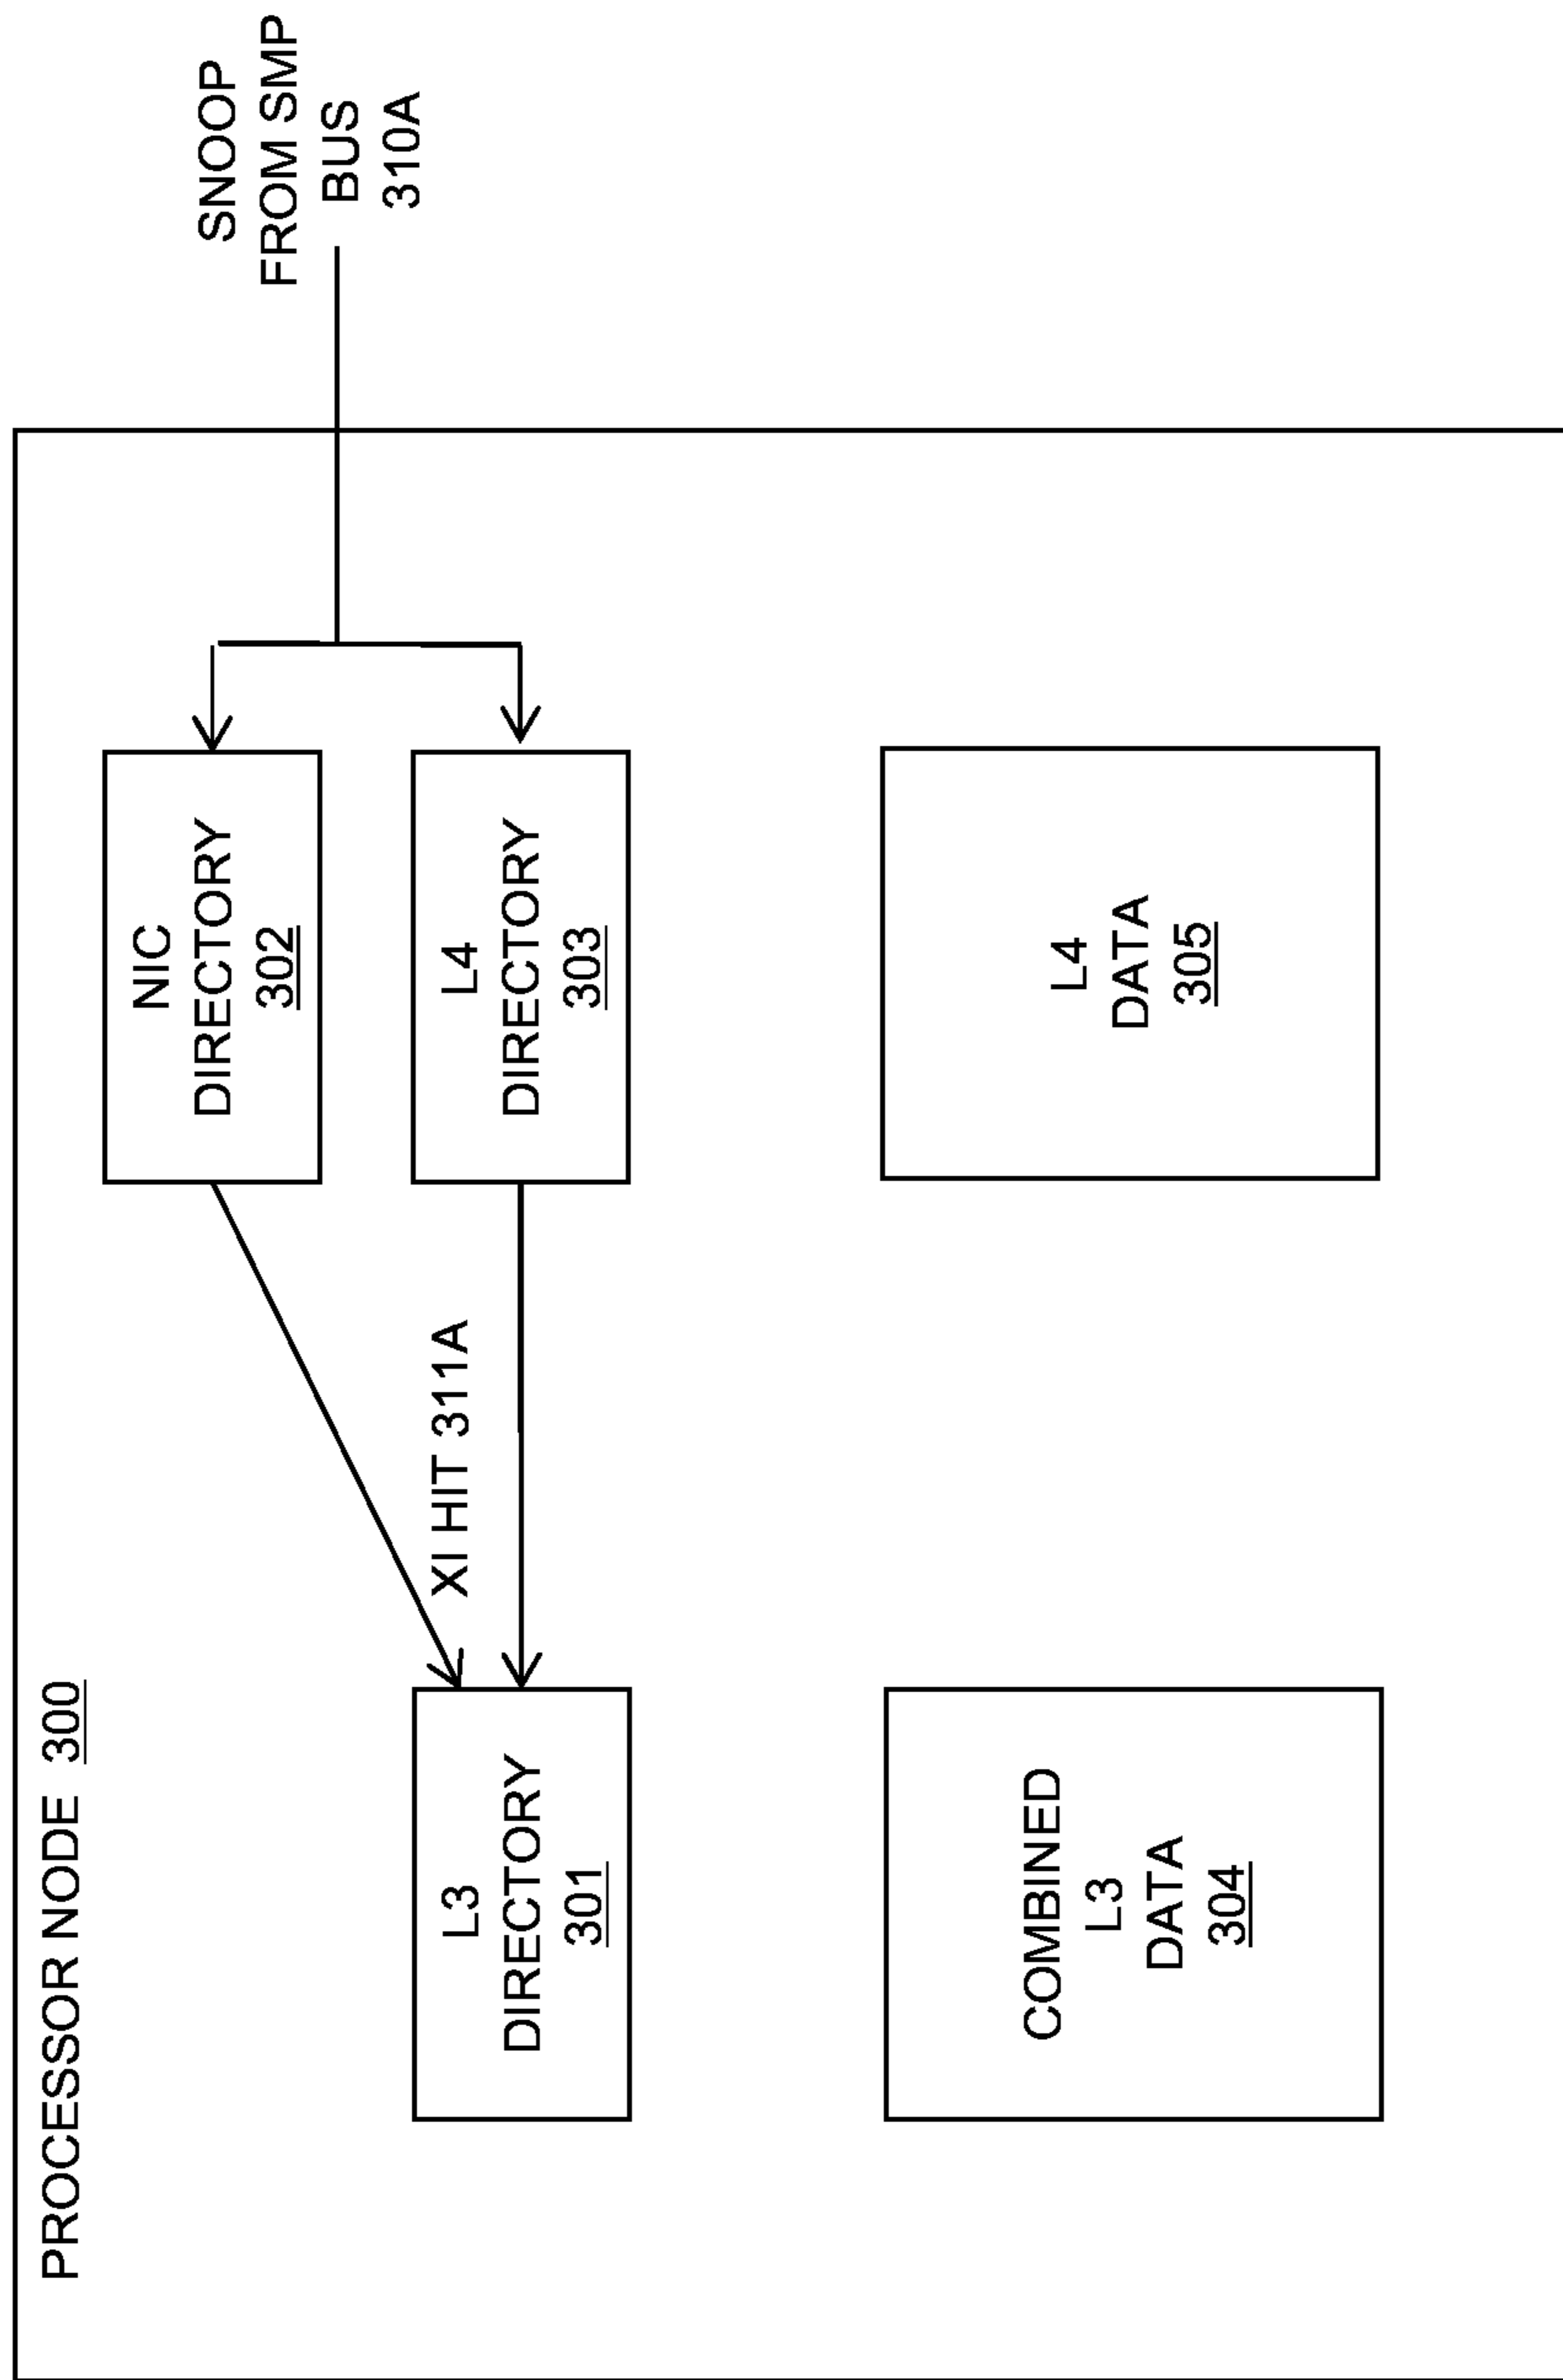 PROCESSOR NODE 300
SNOOP
FROM SMP
BUS
310A
NIC
DIRECTORY
302
L4
DIRECTORY
303
XI HIT 311A
L3
DIRECTORY
301
L4
DATA
305
COMBINED
L3
DATA
304